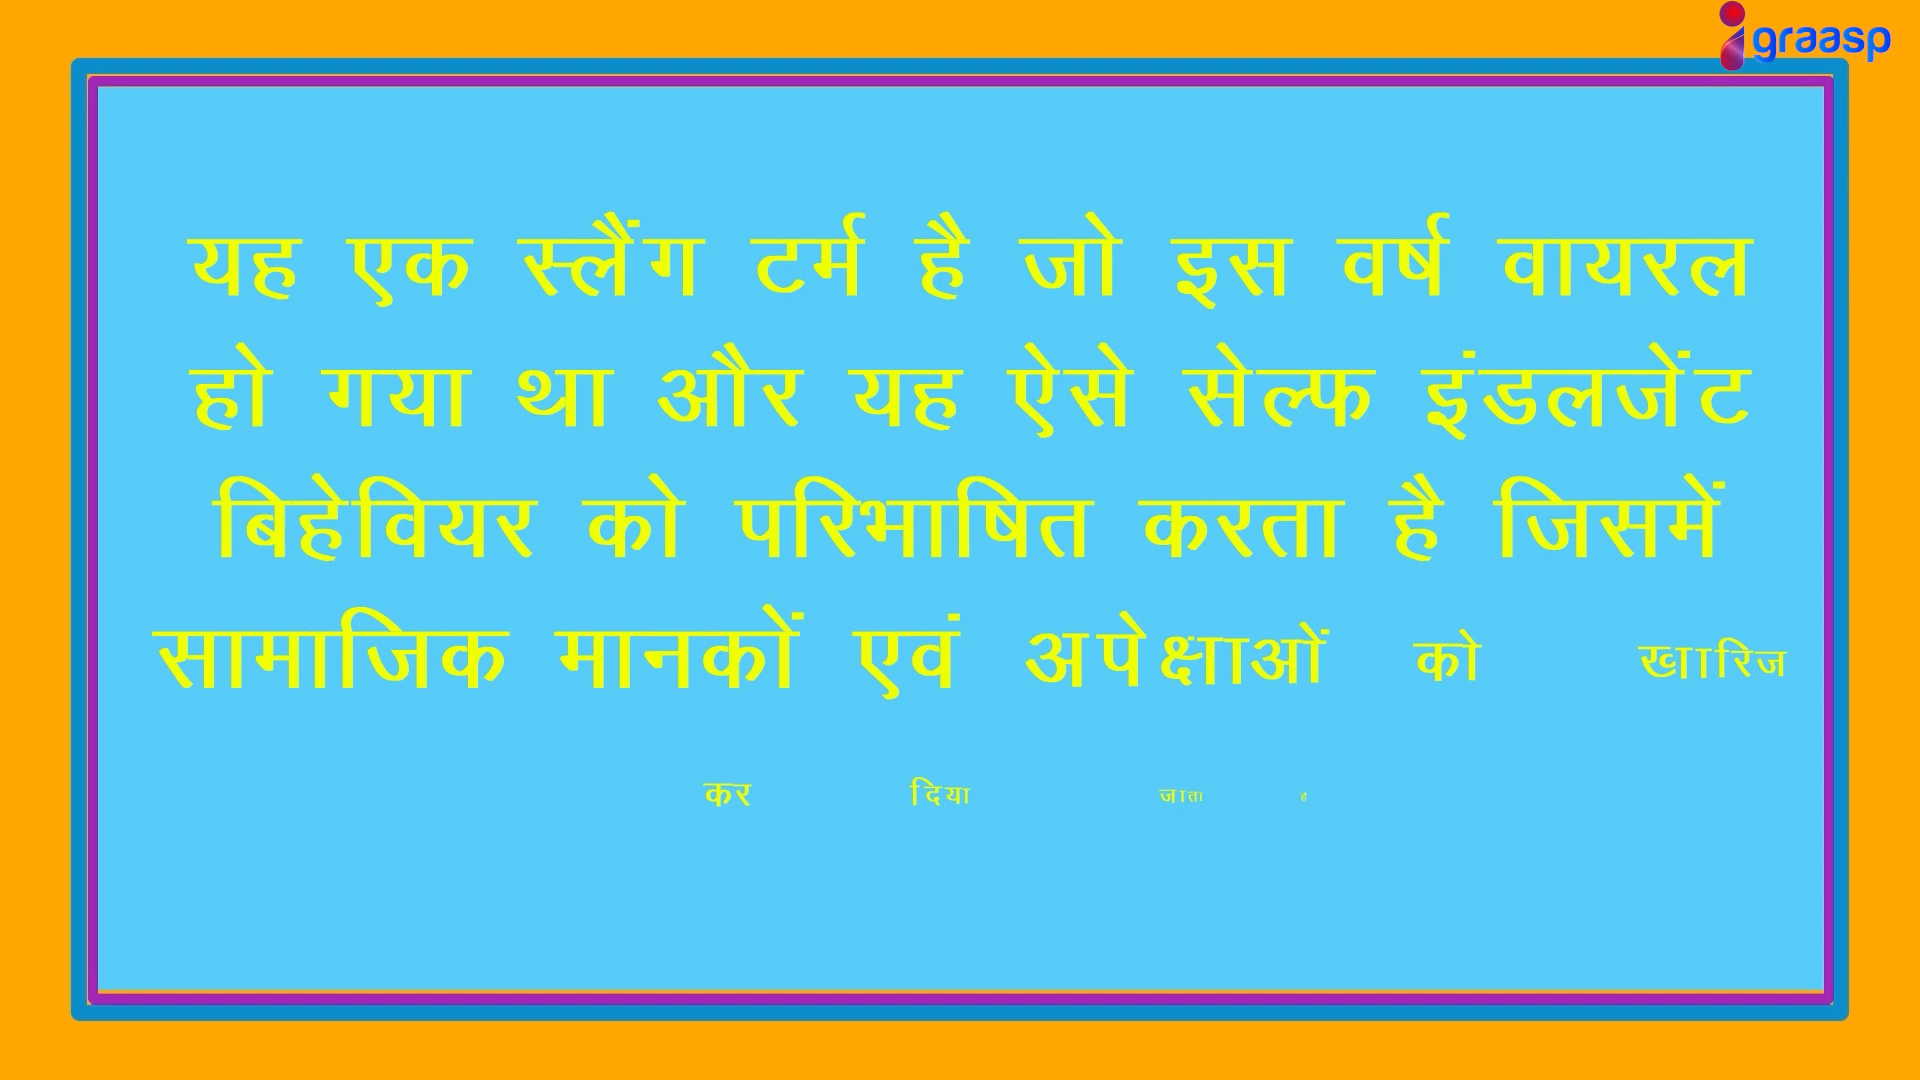 graasp
यह एक स्लैंग टर्म है जो इस वर्ष वायरल
हो गया था और यह ऐसे सेल्फ इंडलजेंट
बिहेवियर को परिभाषित करता है जिसमें
सामाजिक मानकों एवं अपेक्षाओं को खारिज
कर दिया जाता है